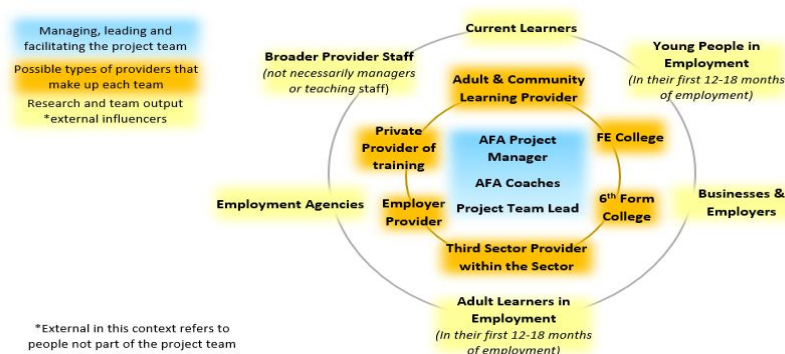 Managing, leading and
facilitating the project team
Possible types of providers that
make up each team
Research and team output
*external influencers
Current Learners
Broader Provider Staff
(not necessarily managers
or teaching staff)
Young People in
Employment
(In their first 12-18 months
of employment)
Adult & Community
Learning Provider
Private
Provider of
training
AFA Project
Manager
AFA Coaches
Project Team Lead
FE College
Employment Agencies
Employer
Provider
6th Form
College
Businesses &
Employers
Third Sector Provider
within the Sector
Adult Learners in
Employment
(In their first 12-18 months
of employment)
*External in this context refers to
people not part of the project team